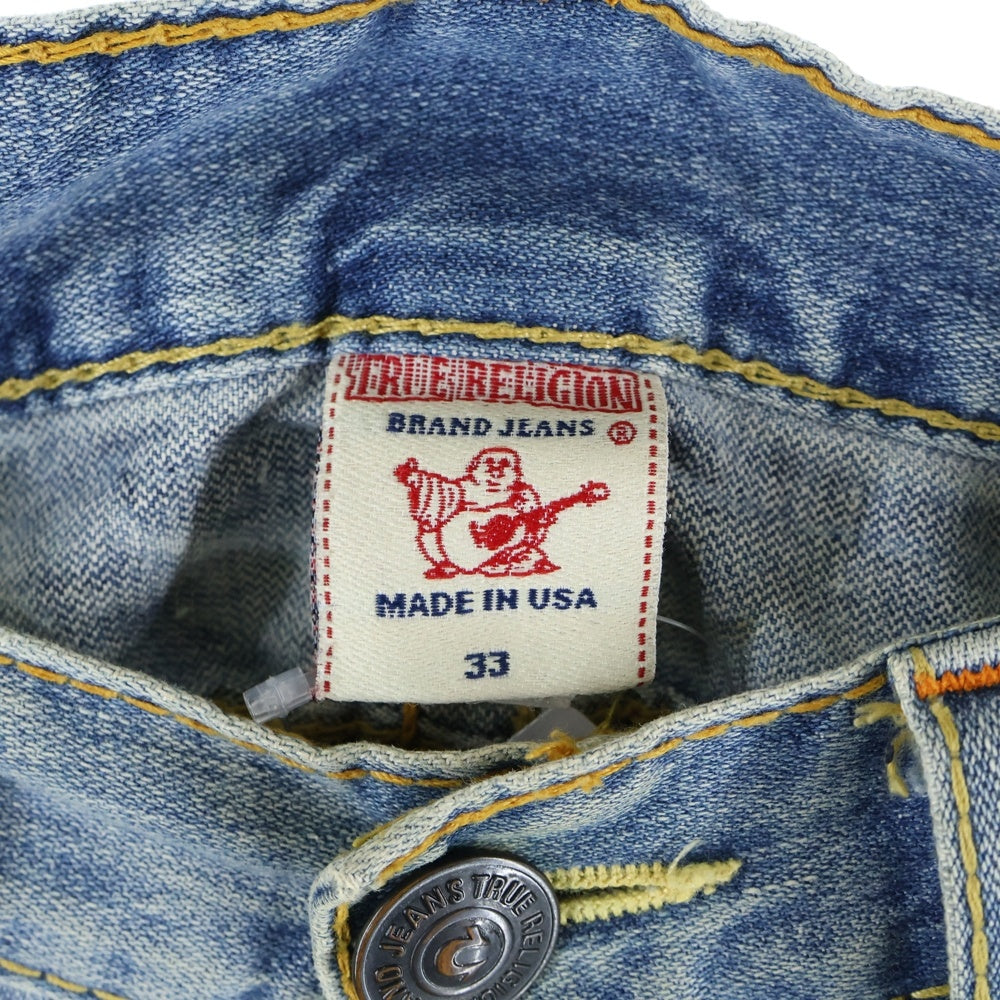 TRUE RELIGION
BRAND JEANS ®
MADE IN USA
33
JEANS TRUE RELIGION